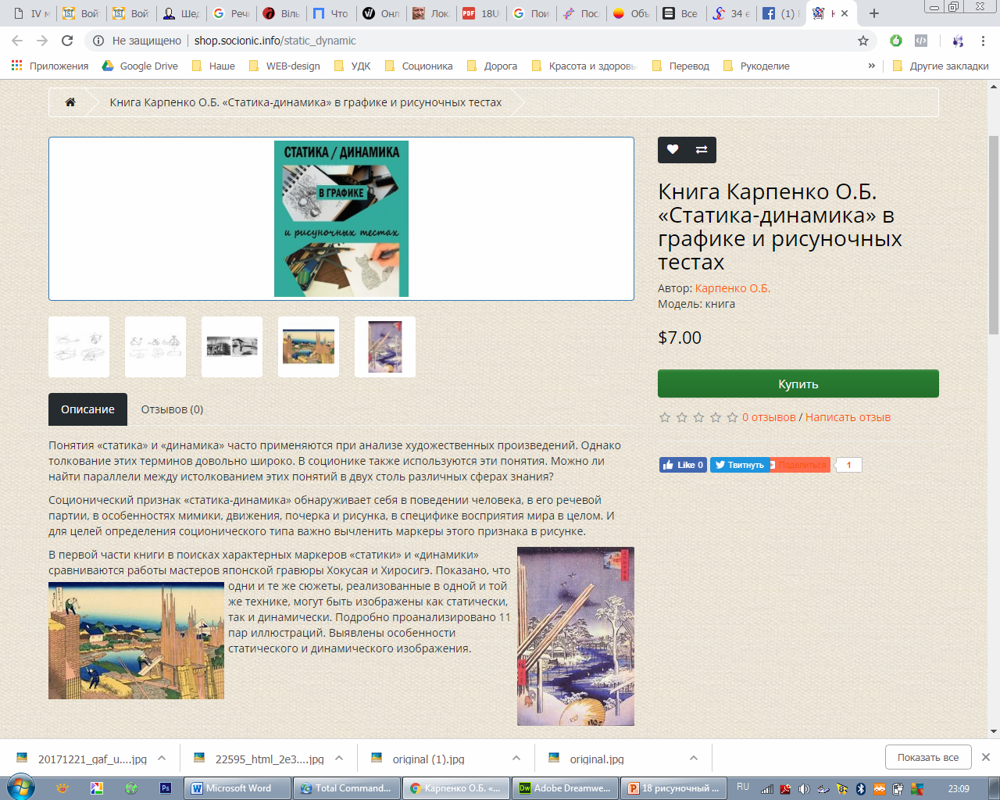 IV м
Вой
Вой
Шед
Реч
Віль
Что
Онл
Лока
18U
Пои
Пос
Объ
Все
34 є
(1)
К
Не защищено | shop.socionic.info/static_dynamic
Приложения Google Drive Наше WEB-design УДК Соционика Дорога Красота и здоровь Перевод Рукоделие » Другие закладки
Книга Карпенко О.Б. «Статика-динамика» в графике и рисуночных тестах
СТАТИКА / ДИНАМИКА
В ГРАФИКЕ
и рисуночных тестах
Книга Карпенко О.Б.
«Статика-динамика» в
графике и рисуночных
тестах
Автор: Карпенко О.Б.
Модель: книга
$7.00
Купить
0 отзывов / Написать отзыв
Like 0 Твитнуть Поделиться 1
Описание Отзывов (0)
Понятия «статика» и «динамика» часто применяются при анализе художественных произведений. Однако
толкование этих терминов довольно широко. В соционике также используются эти понятия. Можно ли
найти параллели между истолкованием этих понятий в двух столь различных сферах знания?
Соционический признак «статика-динамика» обнаруживает себя в поведении человека, в его речевой
партии, в особенностях мимики, движения, почерка и рисунка, в специфике восприятия мира в целом. И
для целей определения соционического типа важно вычленить маркеры этого признака в рисунке.
В первой части книги в поисках характерных маркеров «статики» и «динамики»
сравниваются работы мастеров японской гравюры Хокусая и Хиросигэ. Показано, что
одни и те же сюжеты, реализованные в одной и той
же технике, могут быть изображены как статически,
так и динамически. Подробно проанализировано 11
пар иллюстраций. Выявлены особенности
статического и динамического изображения.
20171221_gaf_u....jpg
22595_html_2e3....jpg
original (1).jpg
original.jpg
Показать все
Microsoft Word
Total Command...
Карпенко О.Б. «...
Adobe Dreamwe...
18 рисуночный ...
RU
23:09